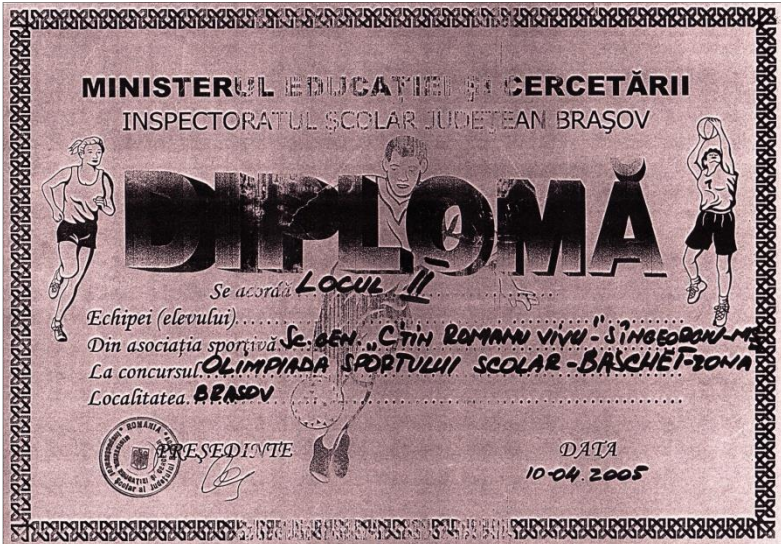 MINISTERUL EDUCAȚIEI ȘI CERCETĂRII
INSPECTORATUL ȘCOLAR JUDEȚEAN BRAȘOV
DIPLOMĂ
Se acordă LOCUL II
Echipei (elevului)
Din asociația sportivă SC. GEN. "C-TIN ROMANU VIVU" - SÎNGEORGIU-MS
La concursul OLIMPIADA SPORTULUI SCOLAR - BASCHET - ZONA
Localitatea BRASOV
ROMANIA
PREȘEDINTE
DATA
10-04.2005